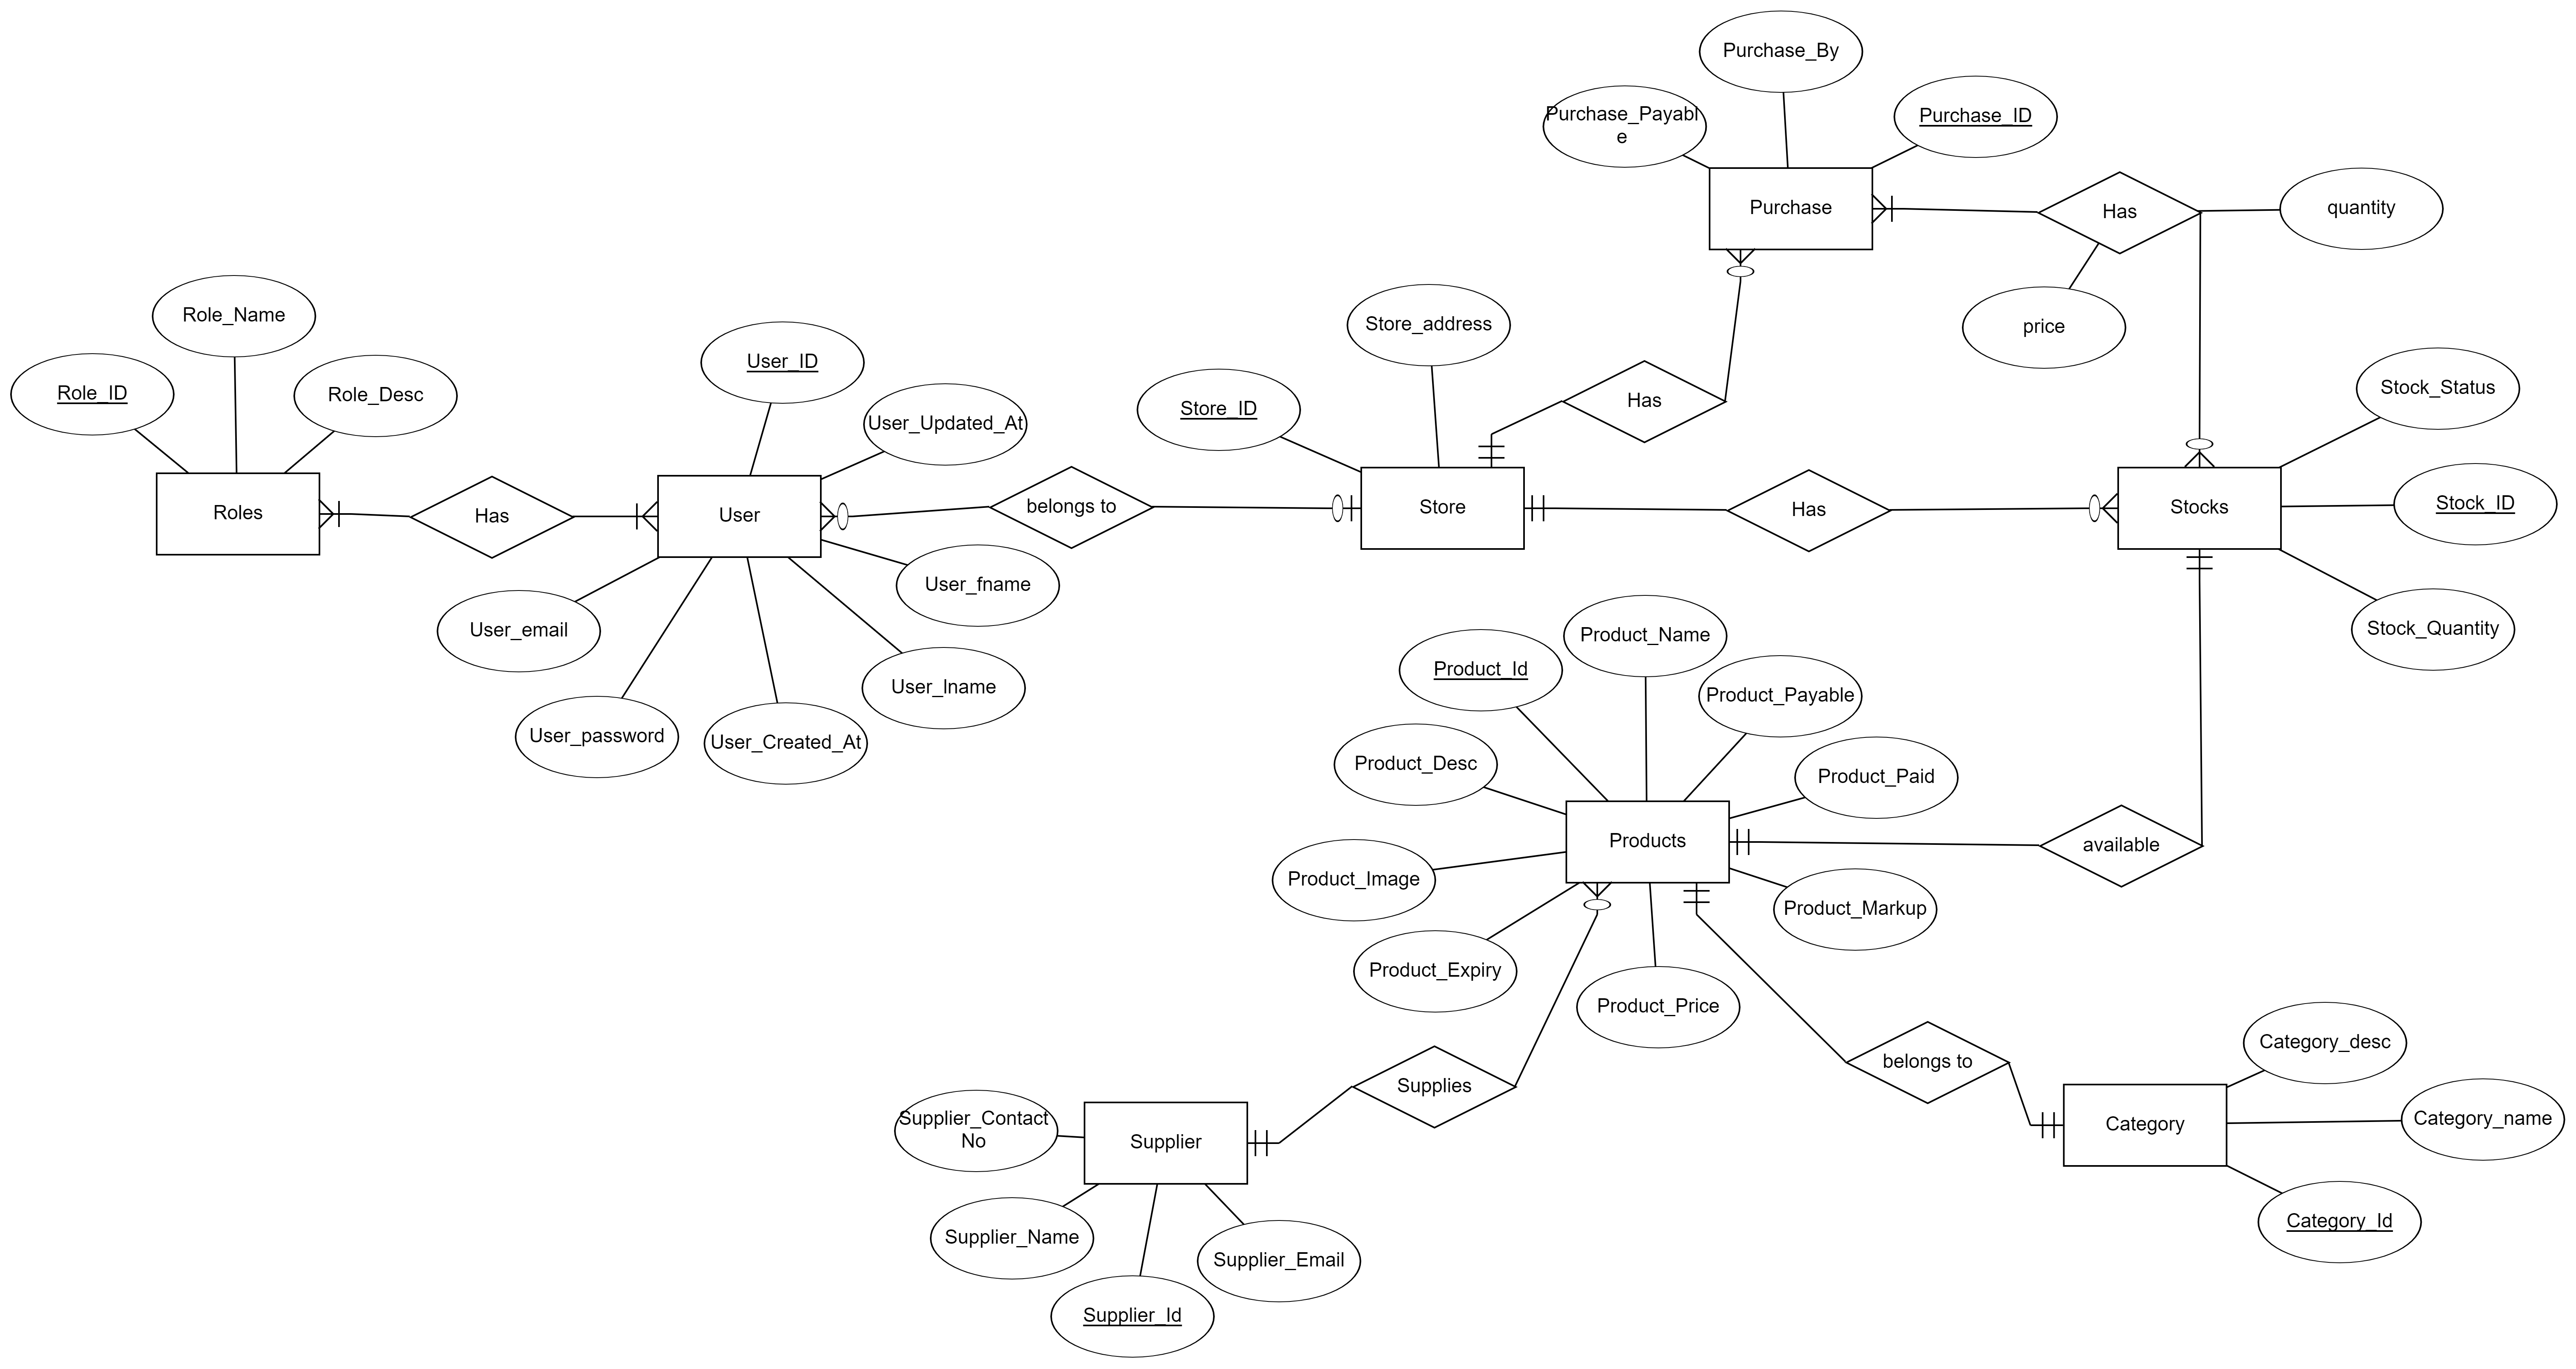 Purchase_By
Purchase_Payabl
e
Purchase_ID
Purchase
Has
quantity
Role_Name
Store_address
price
User_ID
Role_ID
Role_Desc
Stock_Status
Store_ID
Has
User_Updated_At
Roles
Has
User
belongs to
Store
Has
Stocks
Stock_ID
User_fname
User_email
Product_Name
Stock_Quantity
Product_Id
User_lname
Product_Payable
User_password
User_Created_At
Product_Desc
Product_Paid
Products
available
Product_Image
Product_Markup
Product_Expiry
Product_Price
Category_desc
belongs to
Supplies
Supplier_Contact
No
Supplier
Category
Category_name
Category_Id
Supplier_Name
Supplier_Email
Supplier_Id